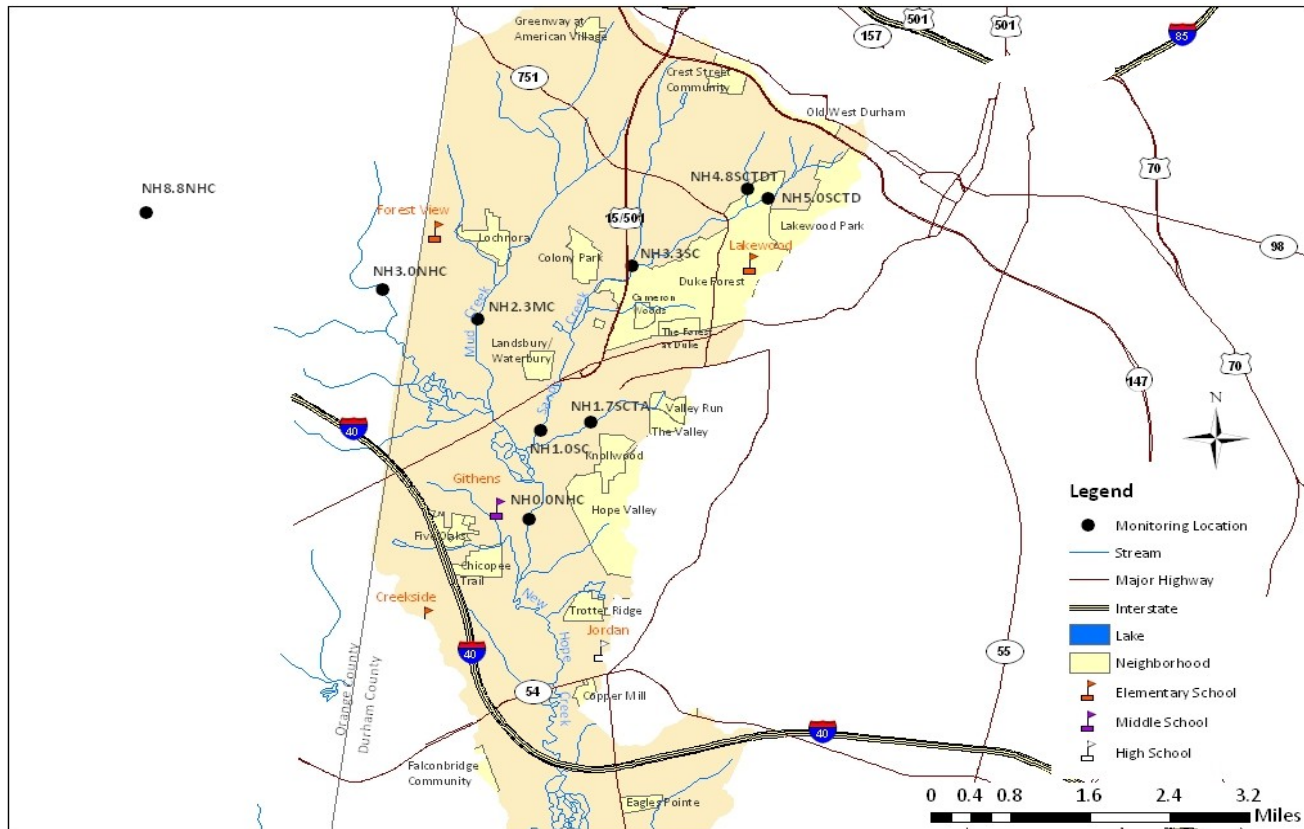 Greenway at
American Village
501
501
157
85
751
Crest Street
Community
Old West Durham
70
NH8.8NHC
NH4.8SCTDT
NH5.0SCTD
Forest View
15/501
Lakewood Park
Lochnora
Colony Park
NH3.3SC
Lakewood
98
NH3.0NHC
Duke Forest
Creek
Creek
Cameron
Woods
NH2.3MC
Mud
The Forest
at Duke
Landsbury/
Waterbury
70
147
N
Sandy
NH1.7SCTA
Valley Run
40
The Valley
NH1.0SC
Knollwood
Githens
NH0.0NHC
Hope Valley
Five Oaks
Chicopee
Trail
New
Creekside
Trotter Ridge
Jordan
Hope
40
55
54
Copper Mill
Creek
Orange County
Durham County
40
Falconbridge
Community
Eagles Pointe
Legend
Monitoring Location
Stream
Major Highway
Interstate
Lake
Neighborhood
Elementary School
Middle School
High School
0 0.4 0.8 1.6 2.4 3.2
Miles